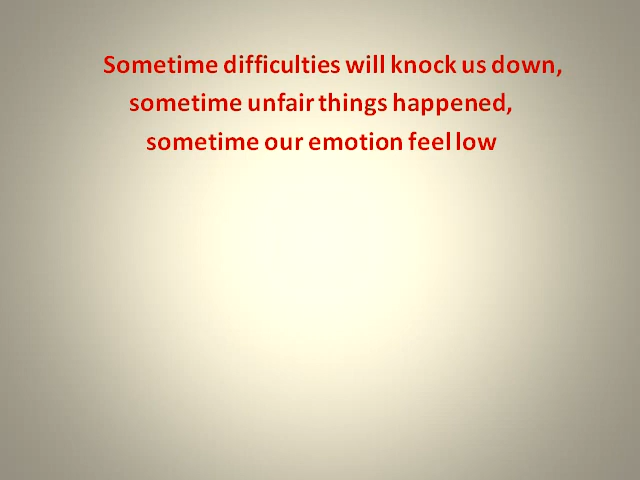 Sometime difficulties will knock us down,
sometime unfair things happened,
sometime our emotion feel low